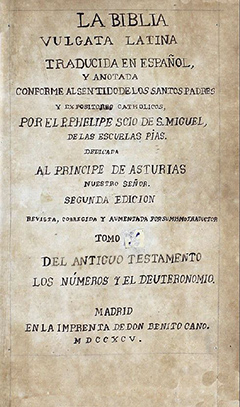 LA BIBLIA
VULGATA LATINA
TRADUCIDA EN ESPAÑOL,
Y ANOTADA
CONFORME AL SENTIDO DE LOS SANTOS PADRES
Y EXPOSITORES CATHOLICOS,
POR EL P. PHELIPE SCIO DE S. MIGUEL,
DE LAS ESCUELAS PIAS.
DEDICADA
AL PRINCIPE DE ASTURIAS
NUESTRO SEÑOR.
SEGUNDA EDICION
REVISTA, CORREGIDA Y AUMENTADA POR SU MISMO TRADUCTOR
TOMO
DEL ANTIGUO TESTAMENTO
LOS NÚMEROS Y EL DEUTERONOMIO.
MADRID
EN LA IMPRENTA DE DON BENITO CANO.
MDCCXCV.